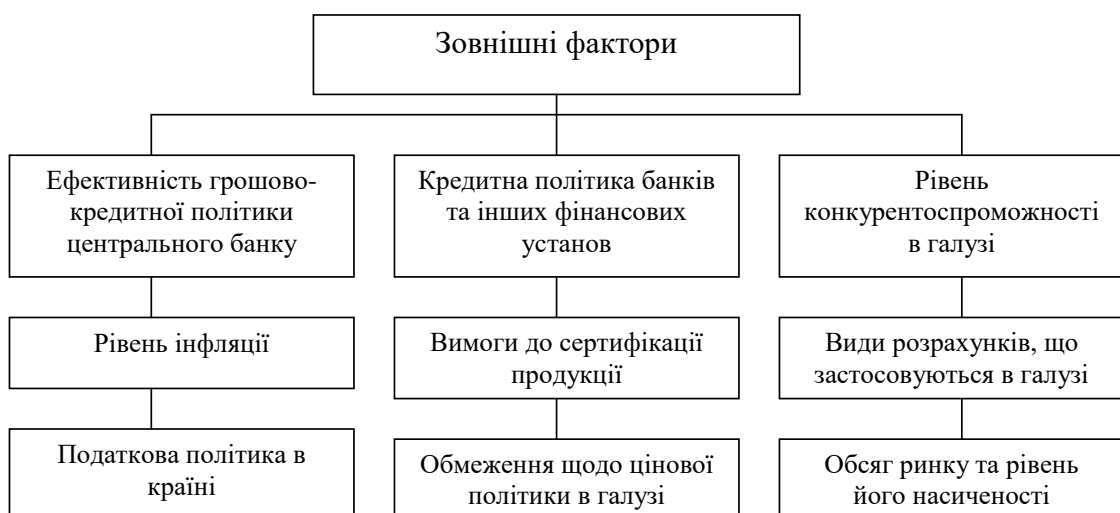 Зовнішні фактори
Ефективність грошово-
кредитної політики
центрального банку
Кредитна політика банків
та інших фінансових
установ
Рівень
конкурентоспроможності
в галузі
Рівень інфляції
Вимоги до сертифікації
продукції
Види розрахунків, що
застосовуються в галузі
Податкова політика в
країні
Обмеження щодо цінової
політики в галузі
Обсяг ринку та рівень
його насиченості